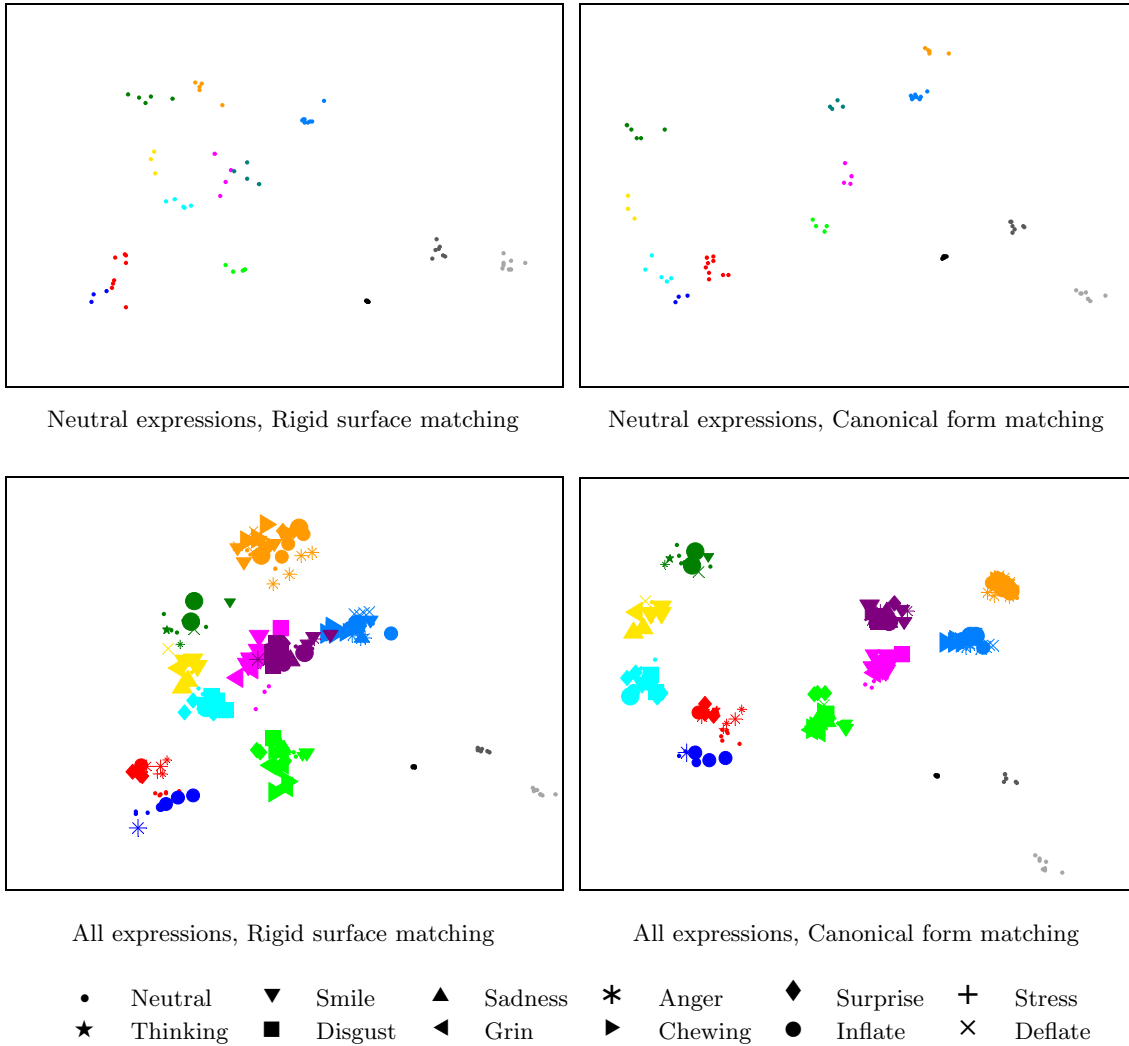 Neutral expressions, Rigid surface matching
Neutral expressions, Canonical form matching
All expressions, Rigid surface matching
All expressions, Canonical form matching
Neutral Smile Sadness Anger Surprise Stress
Thinking Disgust Grin Chewing Inflate Deflate